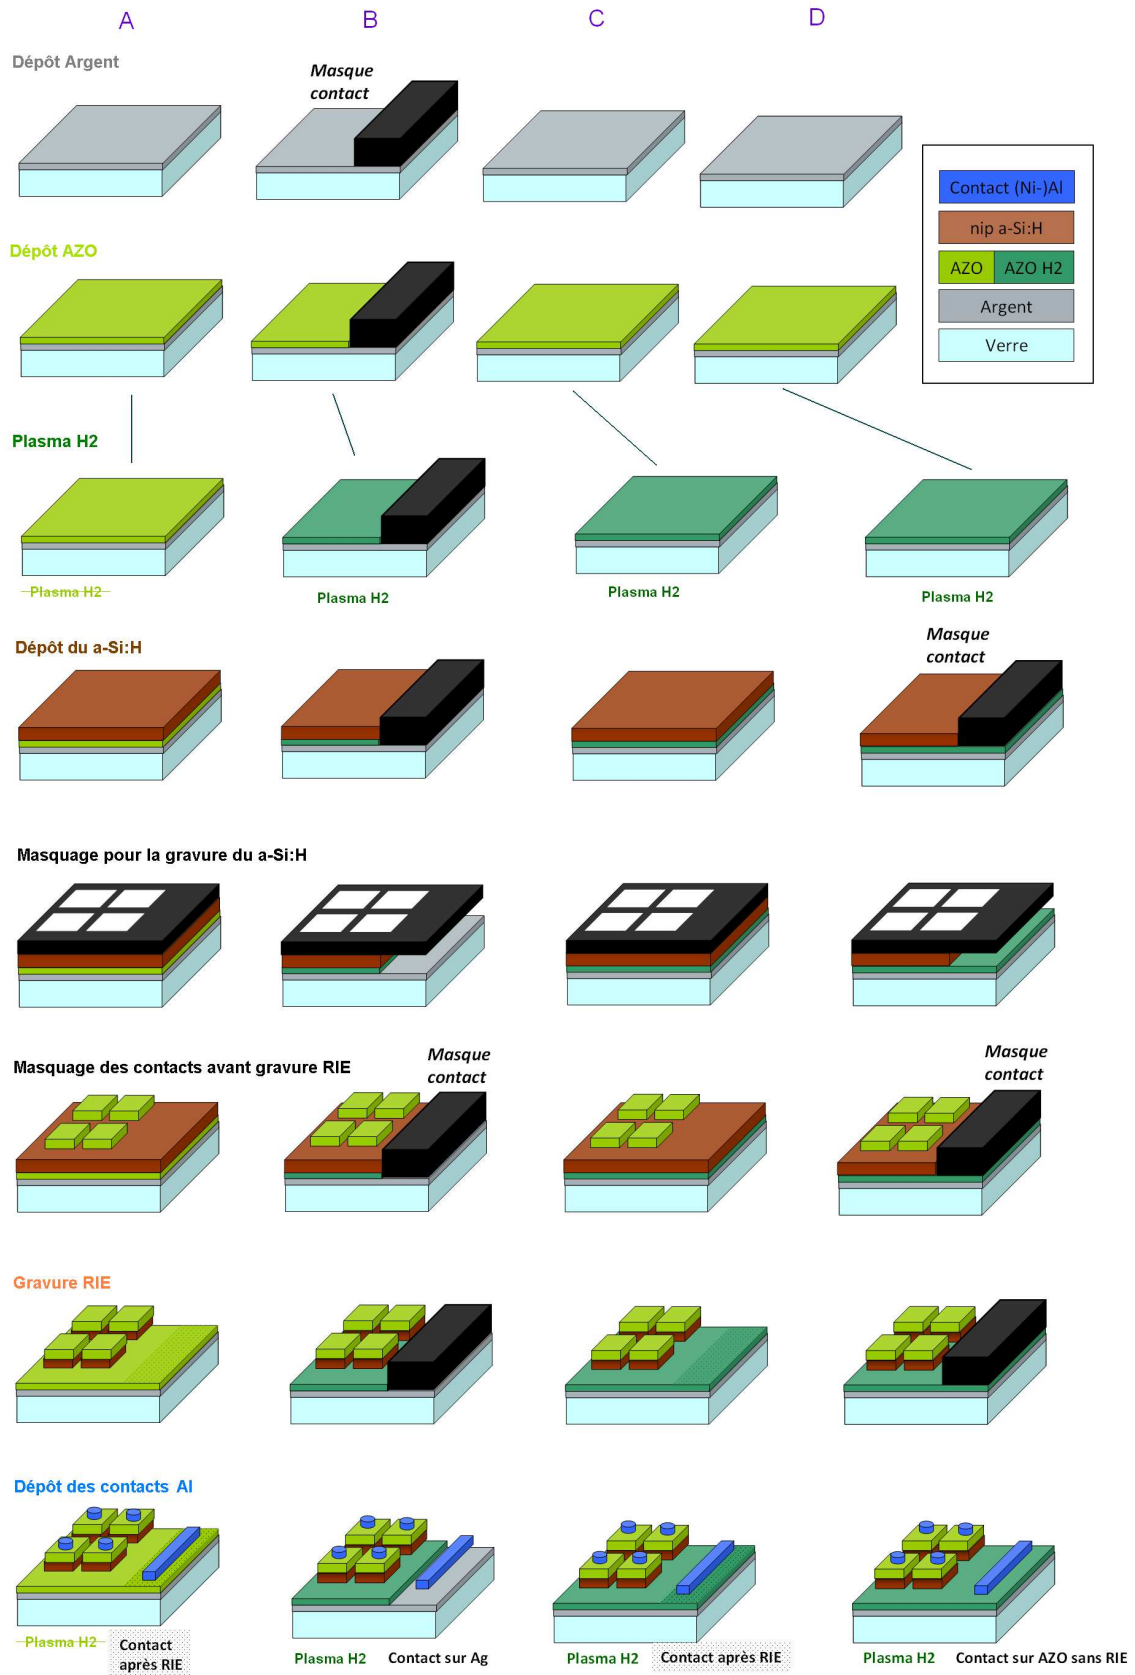 A B C D
Dépôt Argent
Masque
contact
Contact (Ni-)Al
nip a-Si:H
AZO AZO H2
Argent
Verre
Dépôt AZO
Plasma H2
Plasma H2
Plasma H2
Plasma H2
Plasma H2
Dépôt du a-Si:H
Masque
contact
Masquage pour la gravure du a-Si:H
Masquage des contacts avant gravure RIE
Masque
contact
Masque
contact
Gravure RIE
Dépôt des contacts Al
Plasma H2
Contact
après RIE
Plasma H2 Contact sur Ag
Plasma H2 Contact après RIE
Plasma H2 Contact sur AZO sans RIE